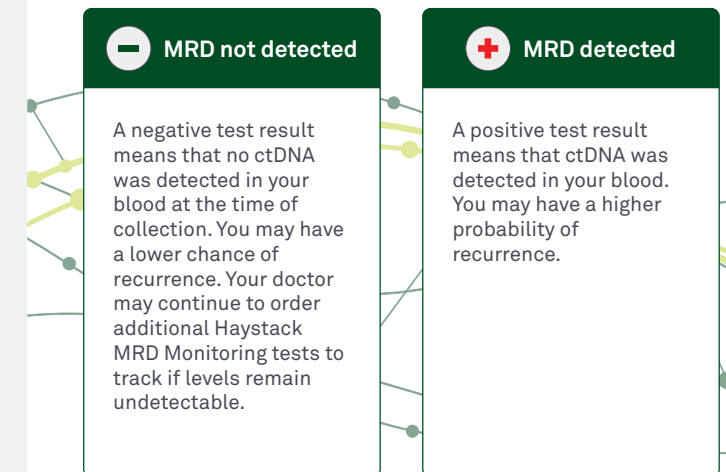 MRD not detected
A negative test result
means that no ctDNA
was detected in your
blood at the time of
collection. You may have
a lower chance of
recurrence. Your doctor
may continue to order
additional Haystack
MRD Monitoring tests to
track if levels remain
undetectable.
MRD detected
A positive test result
means that ctDNA was
detected in your blood.
You may have a higher
probability of
recurrence.